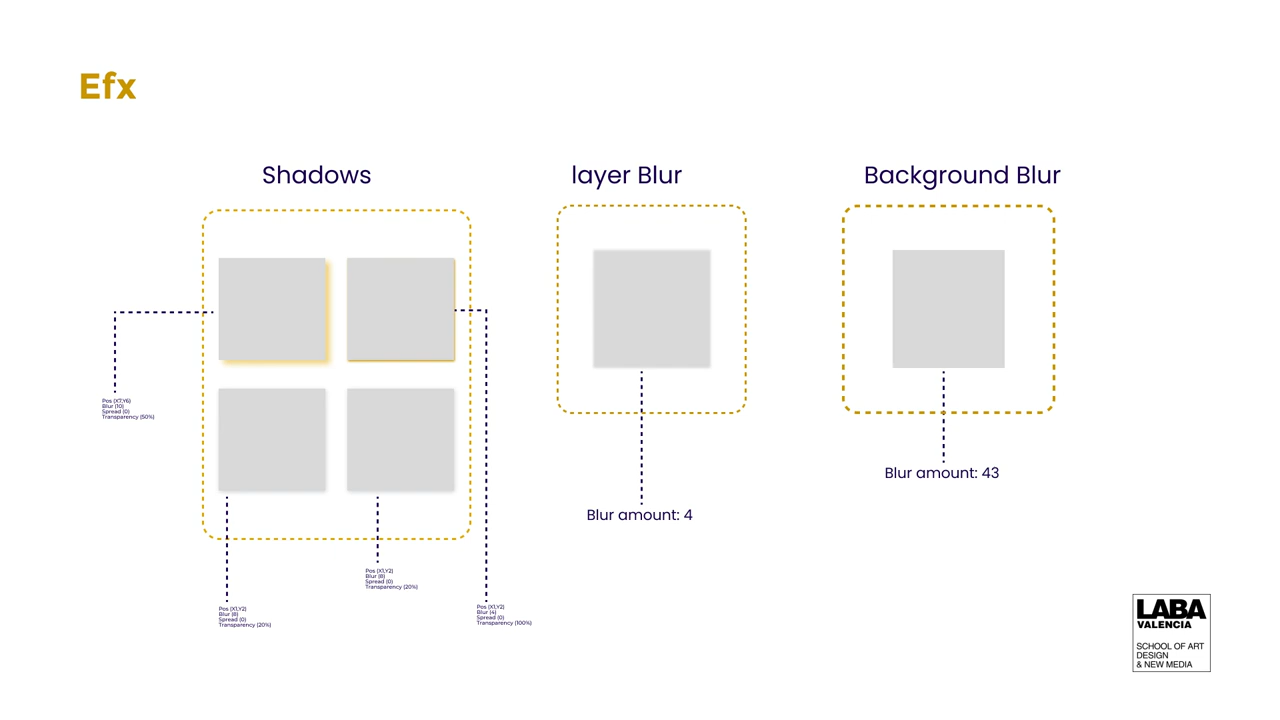 Efx
Shadows
layer Blur
Background Blur
Pos (X7,Y6)
Blur (10)
Spread (0)
Transparency (50%)
Blur amount: 43
Blur amount: 4
Pos (X1,Y2)
Blur (8)
Spread (0)
Transparency (20%)
Pos (X1,Y2)
Blur (8)
Spread (0)
Transparency (20%)
Pos (X1,Y2)
Blur (4)
Spread (0)
Transparency (100%)
LABA
VALENCIA
SCHOOL OF ART
DESIGN
& NEW MEDIA